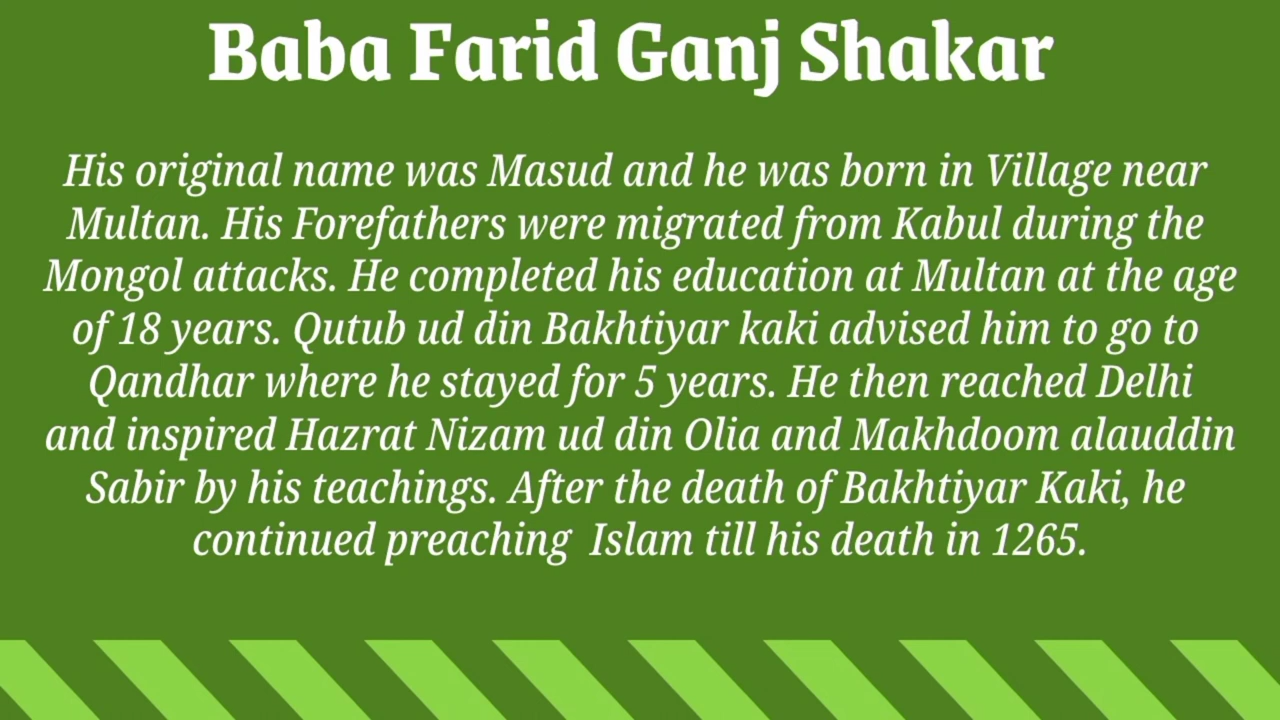 Baba Farid Ganj Shakar
His original name was Masud and he was born in Village near
Multan. His Forefathers were migrated from Kabul during the
Mongol attacks. He completed his education at Multan at the age
of 18 years. Qutub ud din Bakhtiyar kaki advised him to go to
Qandhar where he stayed for 5 years. He then reached Delhi
and inspired Hazrat Nizam ud din Olia and Makhdoom alauddin
Sabir by his teachings. After the death of Bakhtiyar Kaki, he
continued preaching  Islam till his death in 1265.